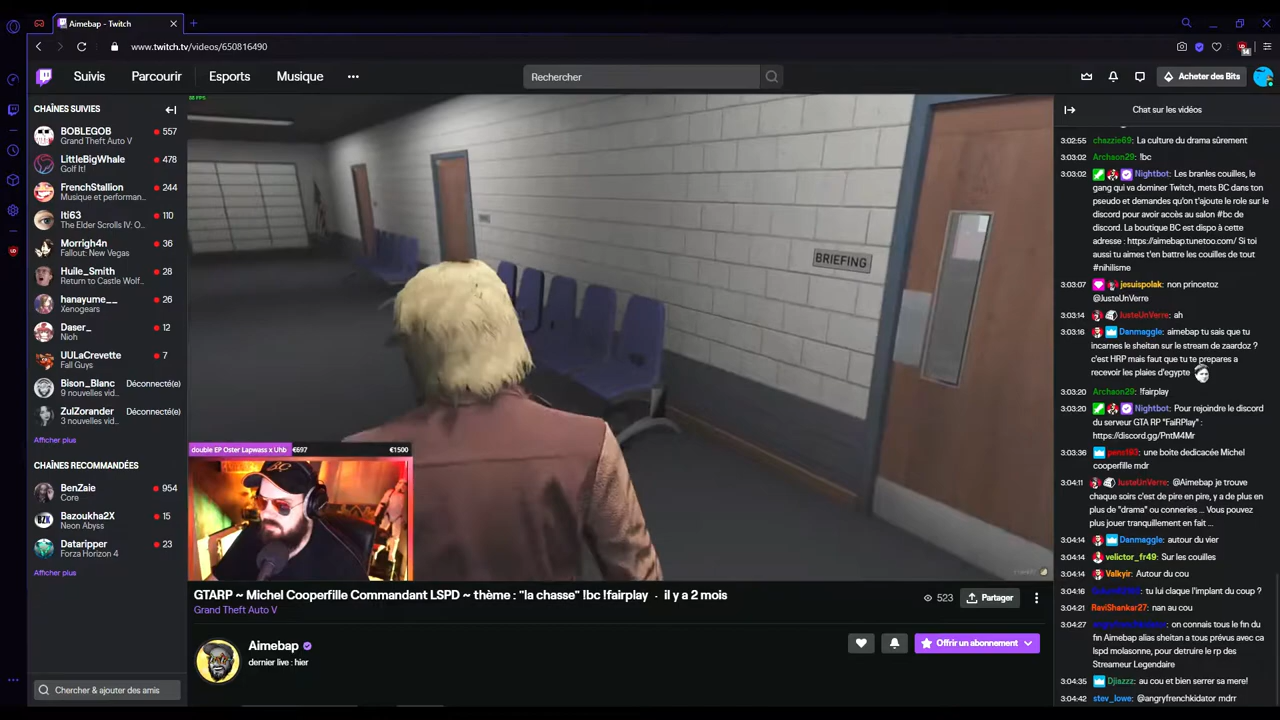 Aimebap - Twitch
www.twitch.tv/videos/650816490
14
Suivis
Parcourir
Esports
Musique
Rechercher
Acheter des Bits
CHAÎNES SUIVIES
BOBLEGOB
557
Grand Theft Auto V
LittleBigWhale
478
Golf It!
FrenchStallion
244
Musique et performan...
Iti63
110
The Elder Scrolls IV: O...
Morrigh4n
36
Fallout: New Vegas
Huile_Smith
28
Return to Castle Wolf...
hanayume__
26
Xenogears
Daser_
12
Nioh
UULaCrevette
7
Fall Guys
Bison_Blanc
Déconnecté(e)
9 nouvelles vid...
ZulZorander
Déconnecté(e)
3 nouvelles vid...
Afficher plus
CHAÎNES RECOMMANDÉES
BenZaie
954
Core
Bazoukha2X
15
Neon Abyss
Dataripper
23
Forza Horizon 4
Afficher plus
Chercher & ajouter des amis
BRIEFING
double EP Oster Lapwass x Uhb
€697
€1500
GTARP ~ Michel Cooperfille Commandant LSPD ~ thème : "la chasse" !bc !fairplay · il y a 2 mois
Grand Theft Auto V
523
Partager
Aimebap
dernier live : hier
Offrir un abonnement
Chat sur les vidéos
3:02:55 chazzie69: La culture du drama sûrement
3:03:02 Archaon29: !bc
3:03:02 Nightbot: Les branles couilles, le
gang qui va dominer Twitch, mets BC dans ton
pseudo et demandes qu'on t'ajoute le role sur le
discord pour avoir accès au salon #bc de
discord. La boutique BC est dispo à cette
adresse : https://aimebap.tunetoo.com/ Si toi
aussi tu aimes t'en battre les couilles de tout
#nihilisme
3:03:07 jesuispolak: non princetoz
@IusteUnVerre
3:03:14 IusteUnVerre: ah
3:03:16 Danmaggle: aimebap tu sais que tu
incarnes le sheitan sur le stream de zaardoz ?
c'est HRP mais faut que tu te prepares a
recevoir les plaies d'egypte
3:03:20 Archaon29: !fairplay
3:03:20 Nightbot: Pour rejoindre le discord
du serveur GTA RP "FaiRPlay" :
https://discord.gg/PntM4Mr
3:03:36 pens103: une boite dedicacée Michel
cooperfille mdr
3:04:11 IusteUnVerre: @Aimebap je trouve
chaque soirs c'est de pire en pire, y a de plus en
plus de "drama" ou conneries ... Vous pouvez
plus jouer tranquillement en fait ...
3:04:14 Danmaggle: autour du vier
3:04:14 velictor_fr49: Sur les couilles
3:04:14 Valkyir: Autour du cou
3:04:16 tu lui claque l'implant du coup ?
3:04:21 RaviShankar27: nan au cou
3:04:27 on connais tous le fin du
fin Aimebap alias sheitan a tous prévus avec ca
lspd molasonne, pour detruire le rp des
Streameur Legendaire
3:04:35 Djiazzz: au cou et bien serrer sa mere!
3:04:42 stev_lowe: @angryfrenchkidator mdrr